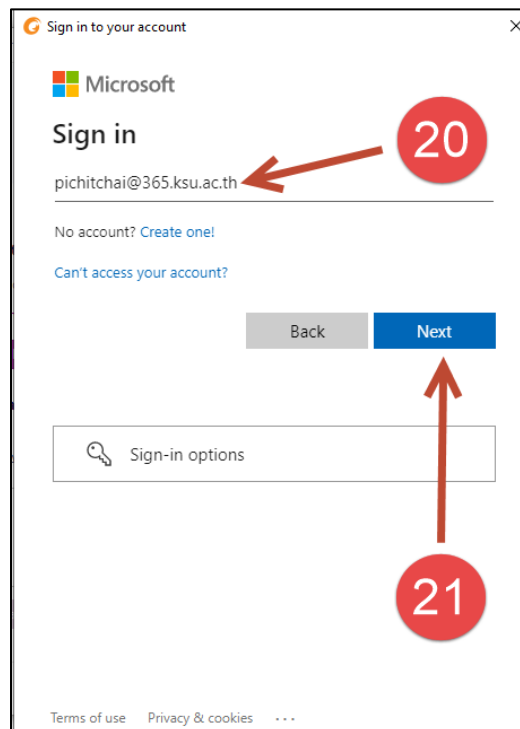 Sign in to your account
Microsoft
Sign in
20
pichitchai@365.ksu.ac.th
No account? Create one!
Can't access your account?
Back Next
Sign-in options
21
Terms of use Privacy & cookies ...